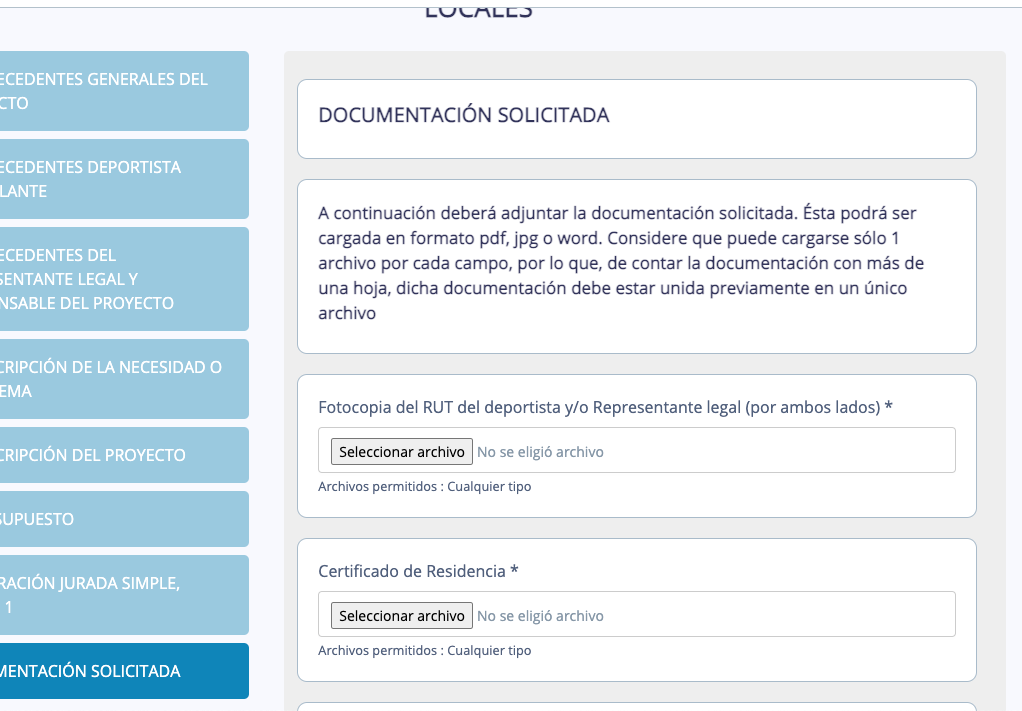 LOCALES
ECEDENTES GENERALES DEL
CTO
ECEDENTES DEPORTISTA
LANTE
ECEDENTES DEL
SENTANTE LEGAL Y
NSABLE DEL PROYECTO
CRIPCIÓN DE LA NECESIDAD O
EMA
CRIPCIÓN DEL PROYECTO
SUPUESTO
RACIÓN JURADA SIMPLE,
1
MENTACIÓN SOLICITADA
DOCUMENTACIÓN SOLICITADA
A continuación deberá adjuntar la documentación solicitada. Ésta podrá ser
cargada en formato pdf, jpg o word. Considere que puede cargarse sólo 1
archivo por cada campo, por lo que, de contar la documentación con más de
una hoja, dicha documentación debe estar unida previamente en un único
archivo
Fotocopia del RUT del deportista y/o Representante legal (por ambos lados) *
Seleccionar archivo No se eligió archivo
Archivos permitidos : Cualquier tipo
Certificado de Residencia *
Seleccionar archivo No se eligió archivo
Archivos permitidos : Cualquier tipo